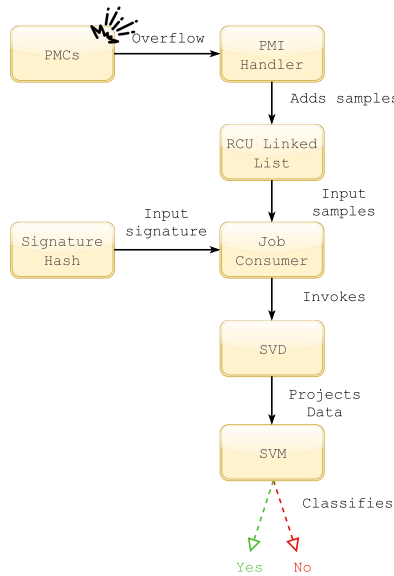 Overflow
PMCs
PMI
Handler
Adds samples
RCU Linked
List
Input
samples
Input
signature
Signature
Hash
Job
Consumer
Invokes
SVD
Projects
Data
SVM
Classifies
Yes
No